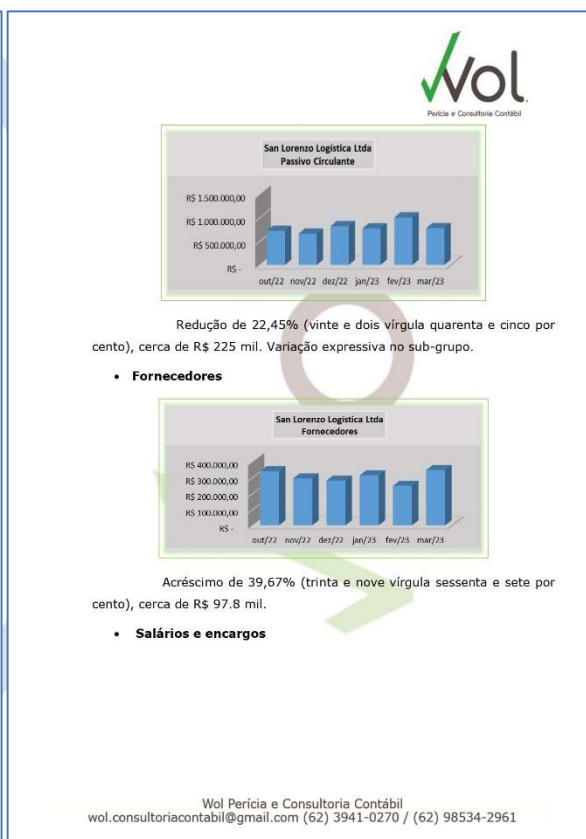 Wol.
Perícia e Consultoria Contábil
San Lorenzo Logística Ltda
Passivo Circulante
R$ 1.500.000,00
R$ 1.000.000,00
R$ 500.000,00
R$ -
out/22 nov/22 dez/22 jan/23 fev/23 mar/23
Redução de 22,45% (vinte e dois vírgula quarenta e cinco por
cento), cerca de R$ 225 mil. Variação expressiva no sub-grupo.
• Fornecedores
San Lorenzo Logística Ltda
Fornecedores
R$ 400.000,00
R$ 300.000,00
R$ 200.000,00
R$ 100.000,00
R$ -
out/22 nov/22 dez/22 jan/23 fev/23 mar/23
Acréscimo de 39,67% (trinta e nove vírgula sessenta e sete por
cento), cerca de R$ 97.8 mil.
• Salários e encargos
Wol Perícia e Consultoria Contábil
wol.consultoriacontabil@gmail.com (62) 3941-0270 / (62) 98534-2961